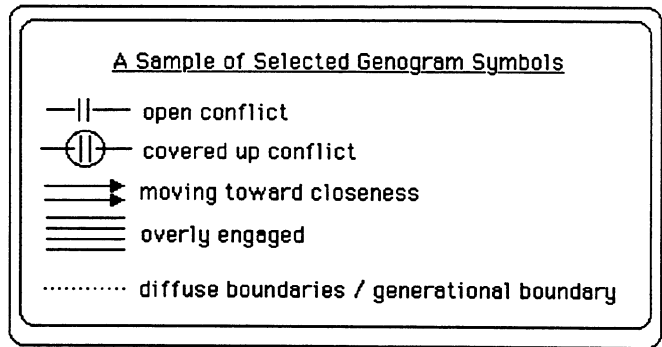 A Sample of Selected Genogram Symbols
open conflict
covered up conflict
moving toward closeness
overly engaged
diffuse boundaries / generational boundary